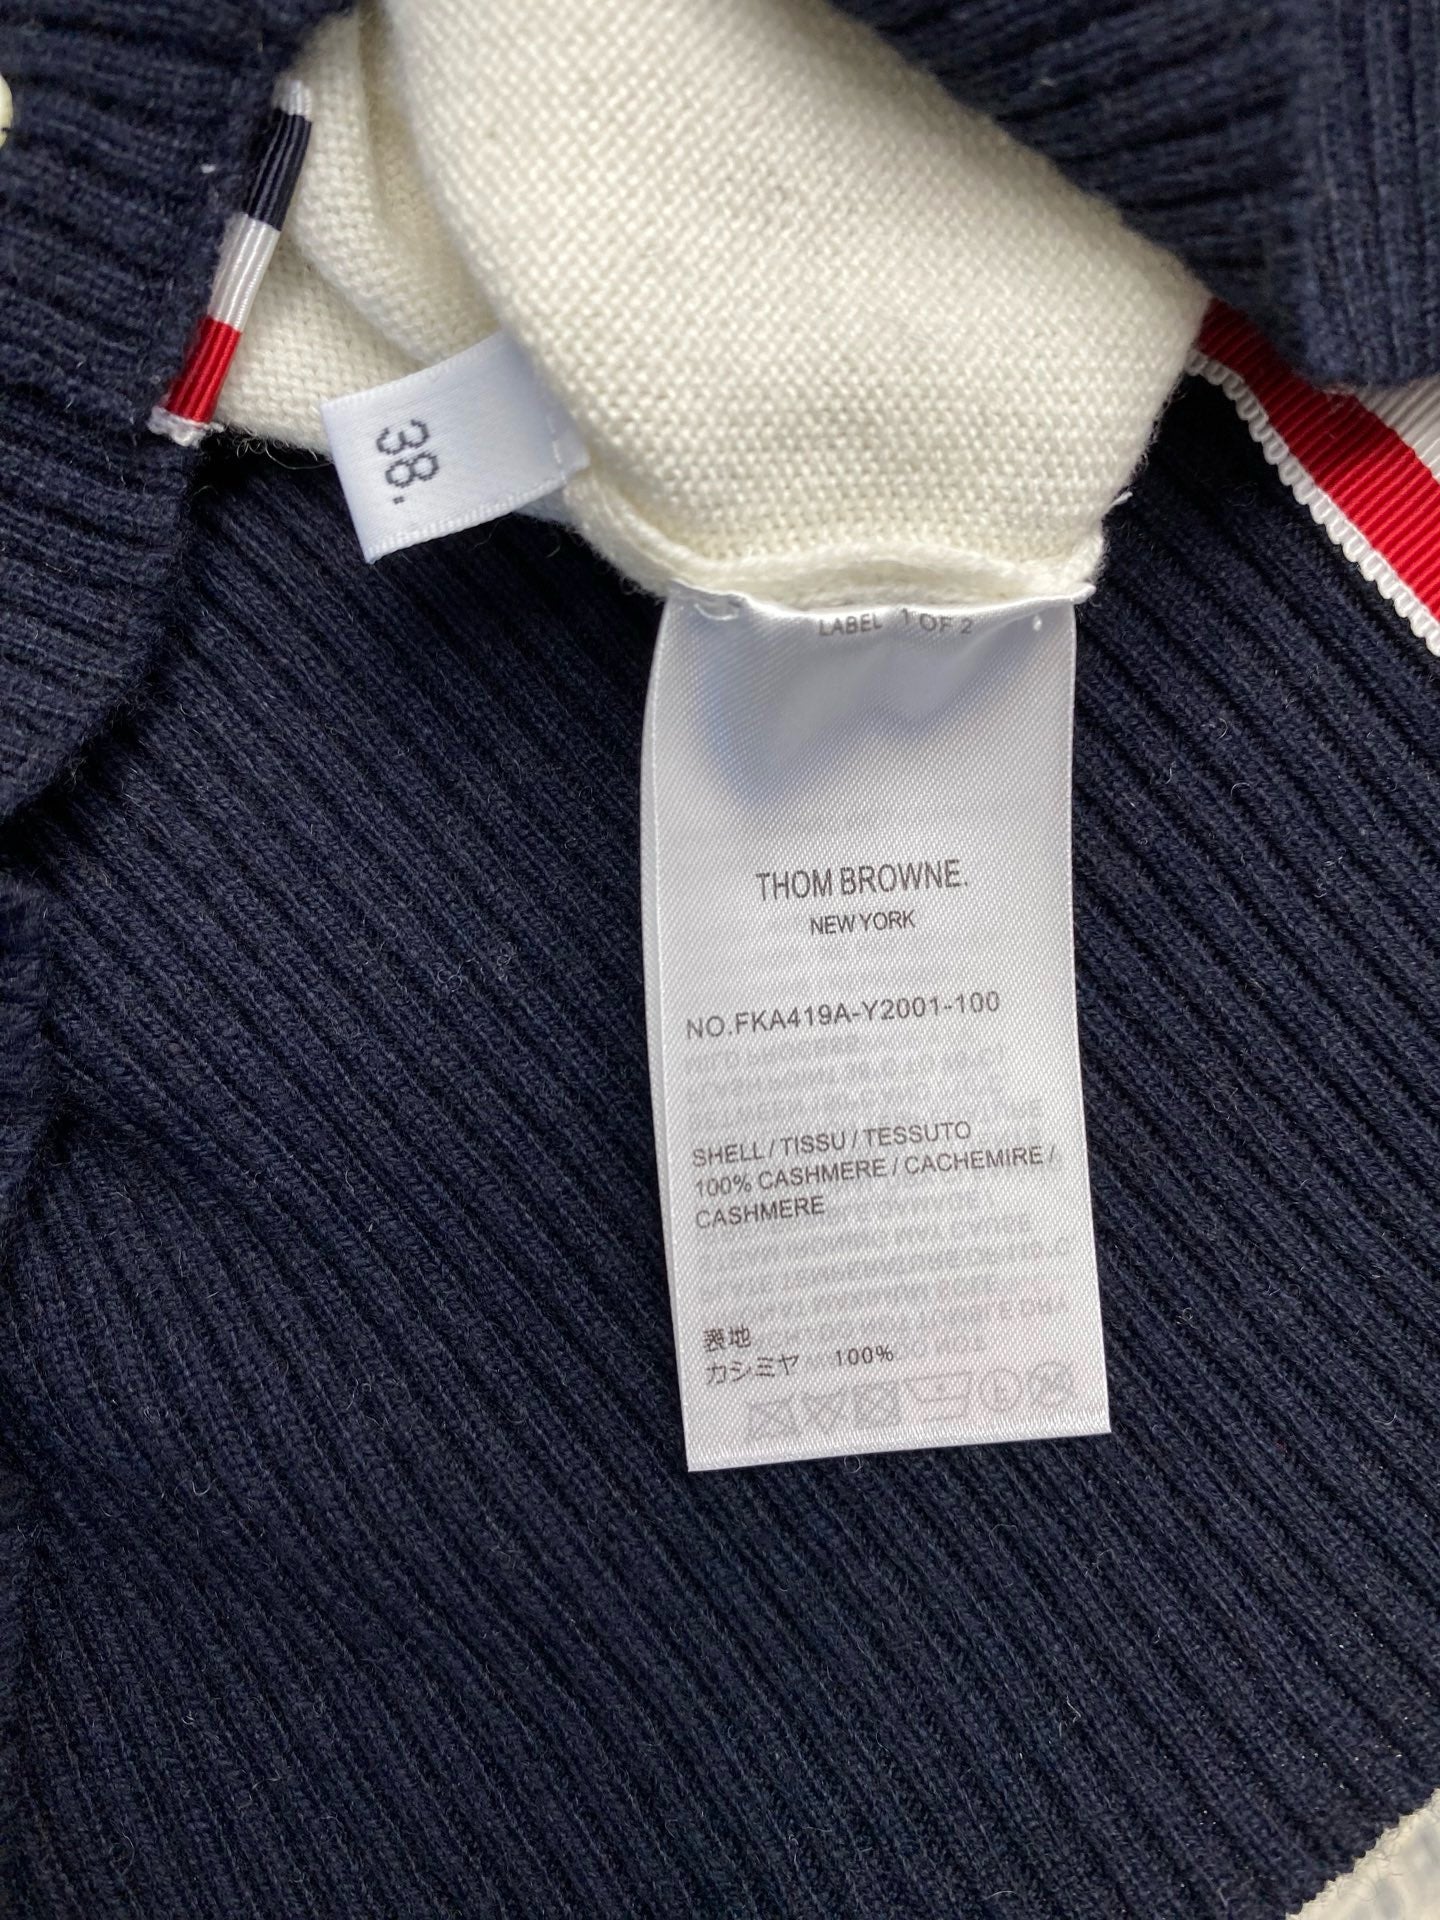 38.
LABEL 1 OF 2
THOM BROWNE.
NEW YORK
NO.FKA419A-Y2001-100
SHELL / TISSU / TESSUTO
100% CASHMERE / CACHEMIRE /
CASHMERE
表地
カシミヤ 100%